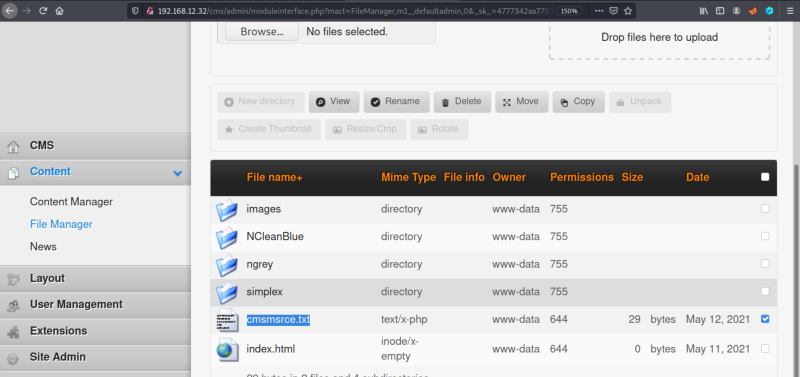 192.168.12.32/cms/admin/moduleinterface.php?mact=FileManager,m1_,defaultadmin,0&_sk_=4777342aa775
150%
Browse...
No files selected.
Drop files here to upload
New directory
View
Rename
Delete
Move
Copy
Unpack
Create Thumbnail
Resize/Crop
Rotate
CMS
Content
Content Manager
File Manager
News
Layout
User Management
Extensions
Site Admin
File name+ Mime Type File info Owner Permissions Size Date
images directory www-data 755
NCleanBlue directory www-data 755
ngrey directory www-data 755
simplex directory www-data 755
cmsmsrce.txt text/x-php www-data 644 29 bytes May 12, 2021
index.html inode/x-empty www-data 644 0 bytes May 11, 2021